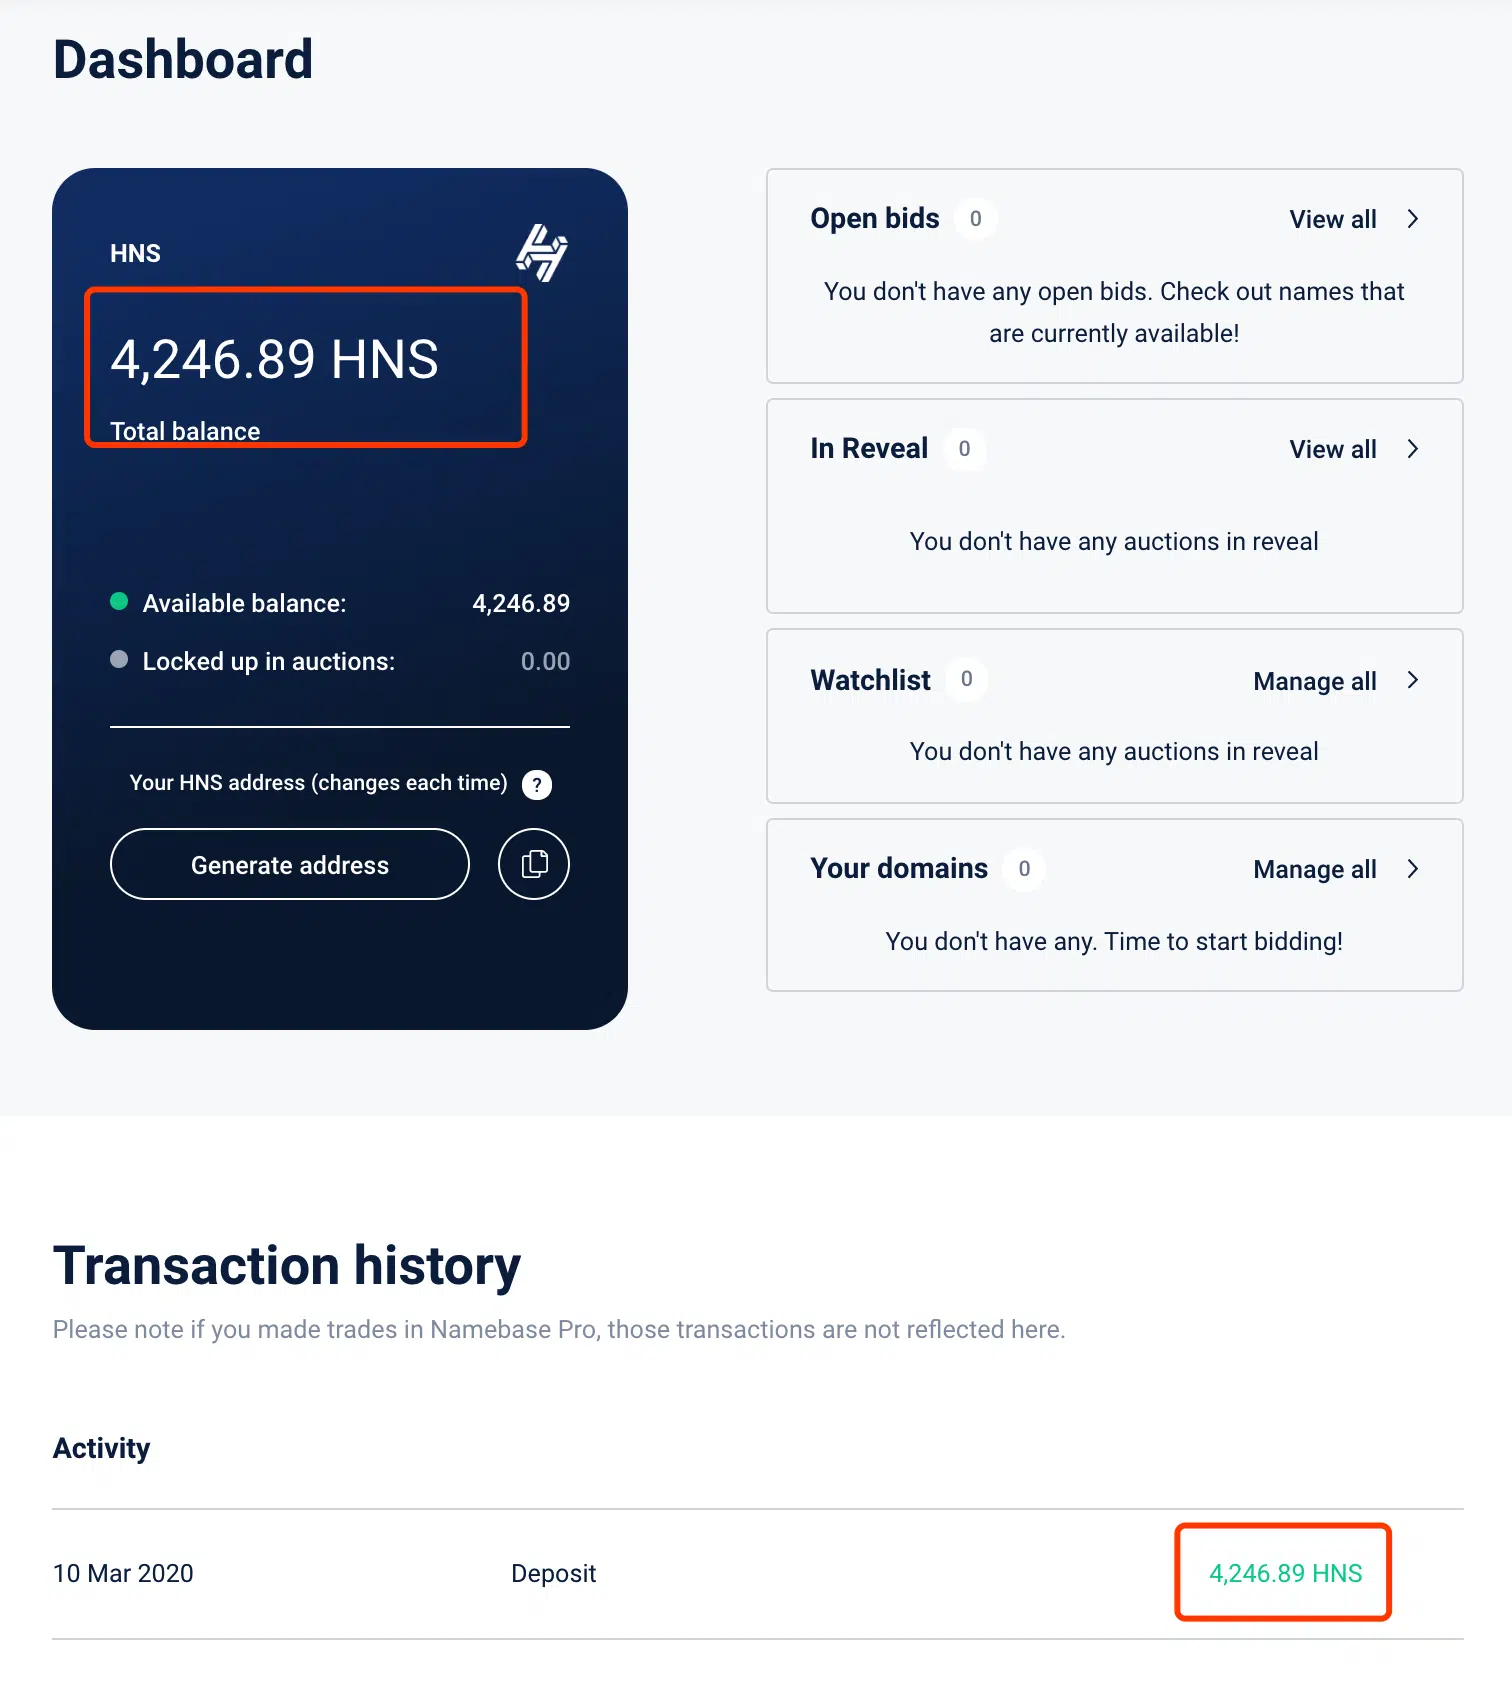 Dashboard
HNS
4,246.89 HNS
Total balance
Available balance: 4,246.89
Locked up in auctions: 0.00
Your HNS address (changes each time) ?
Generate address
Open bids 0 View all
You don't have any open bids. Check out names that
are currently available!
In Reveal 0 View all
You don't have any auctions in reveal
Watchlist 0 Manage all
You don't have any auctions in reveal
Your domains 0 Manage all
You don't have any. Time to start bidding!
Transaction history
Please note if you made trades in Namebase Pro, those transactions are not reflected here.
Activity
10 Mar 2020 Deposit 4,246.89 HNS